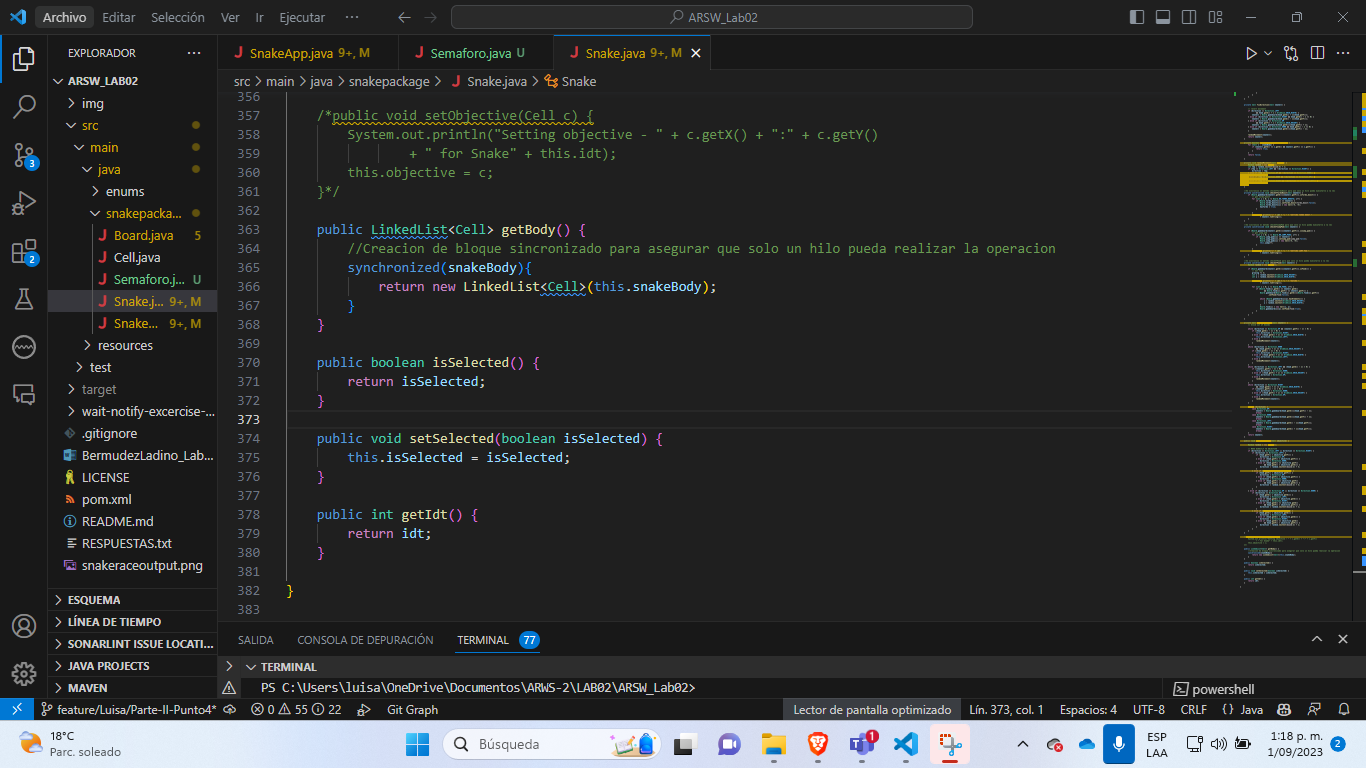 Archivo Editar Selección Ver Ir Ejecutar ··· ARSW_Lab02
EXPLORADOR ···
SnakeApp.java 9+, M Semaforo.java U Snake.java 9+, M
src > main > java > snakepackage > Snake.java > Snake
ARSW_LAB02
img
src
main
java
enums
snakepacka...
Board.java 5
Cell.java
Semaforo.j... U
Snake.j... 9+, M
Snake... 9+, M
resources
test
target
wait-notify-excercise-...
.gitignore
BermudezLadino_Lab...
LICENSE
pom.xml
README.md
RESPUESTAS.txt
snakeraceoutput.png
ESQUEMA
LÍNEA DE TIEMPO
SONARLINT ISSUE LOCATI...
JAVA PROJECTS
MAVEN
3
2
356
357 /*public void setObjective(Cell c) {
358 System.out.println("Setting objective - " + c.getX() + ":" + c.getY()
359 + " for Snake" + this.idt);
360 this.objective = c;
361 }*/
362
363 public LinkedList<Cell> getBody() {
364 //Creacion de bloque sincronizado para asegurar que solo un hilo pueda realizar la operacion
365 synchronized(snakeBody){
366 return new LinkedList<Cell>(this.snakeBody);
367 }
368 }
369
370 public boolean isSelected() {
371 return isSelected;
372 }
373
374 public void setSelected(boolean isSelected) {
375 this.isSelected = isSelected;
376 }
377
378 public int getIdt() {
379 return idt;
380 }
381
382 }
383
SALIDA CONSOLA DE DEPURACIÓN TERMINAL 77
TERMINAL
PS C:\Users\luisa\OneDrive\Documentos\ARWS-2\LAB02\ARSW_Lab02>
powershell
feature/Luisa/Parte-II-Punto4* 0 55 22 Git Graph Lector de pantalla optimizado Lín. 373, col. 1 Espacios: 4 UTF-8 CRLF {} Java
18°C
Parc. soleado
Búsqueda
1
ESP
LAA
1:18 p. m.
1/09/2023
2